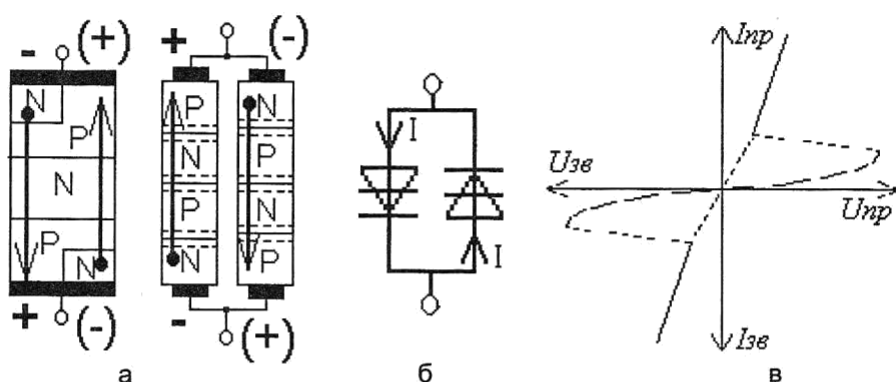 - (+) + (-)
N P N
P N P
N P N
P N P
N
+ (-) - (+)
I
I
Iпр
Uзв
Uпр
Iзв
а б в